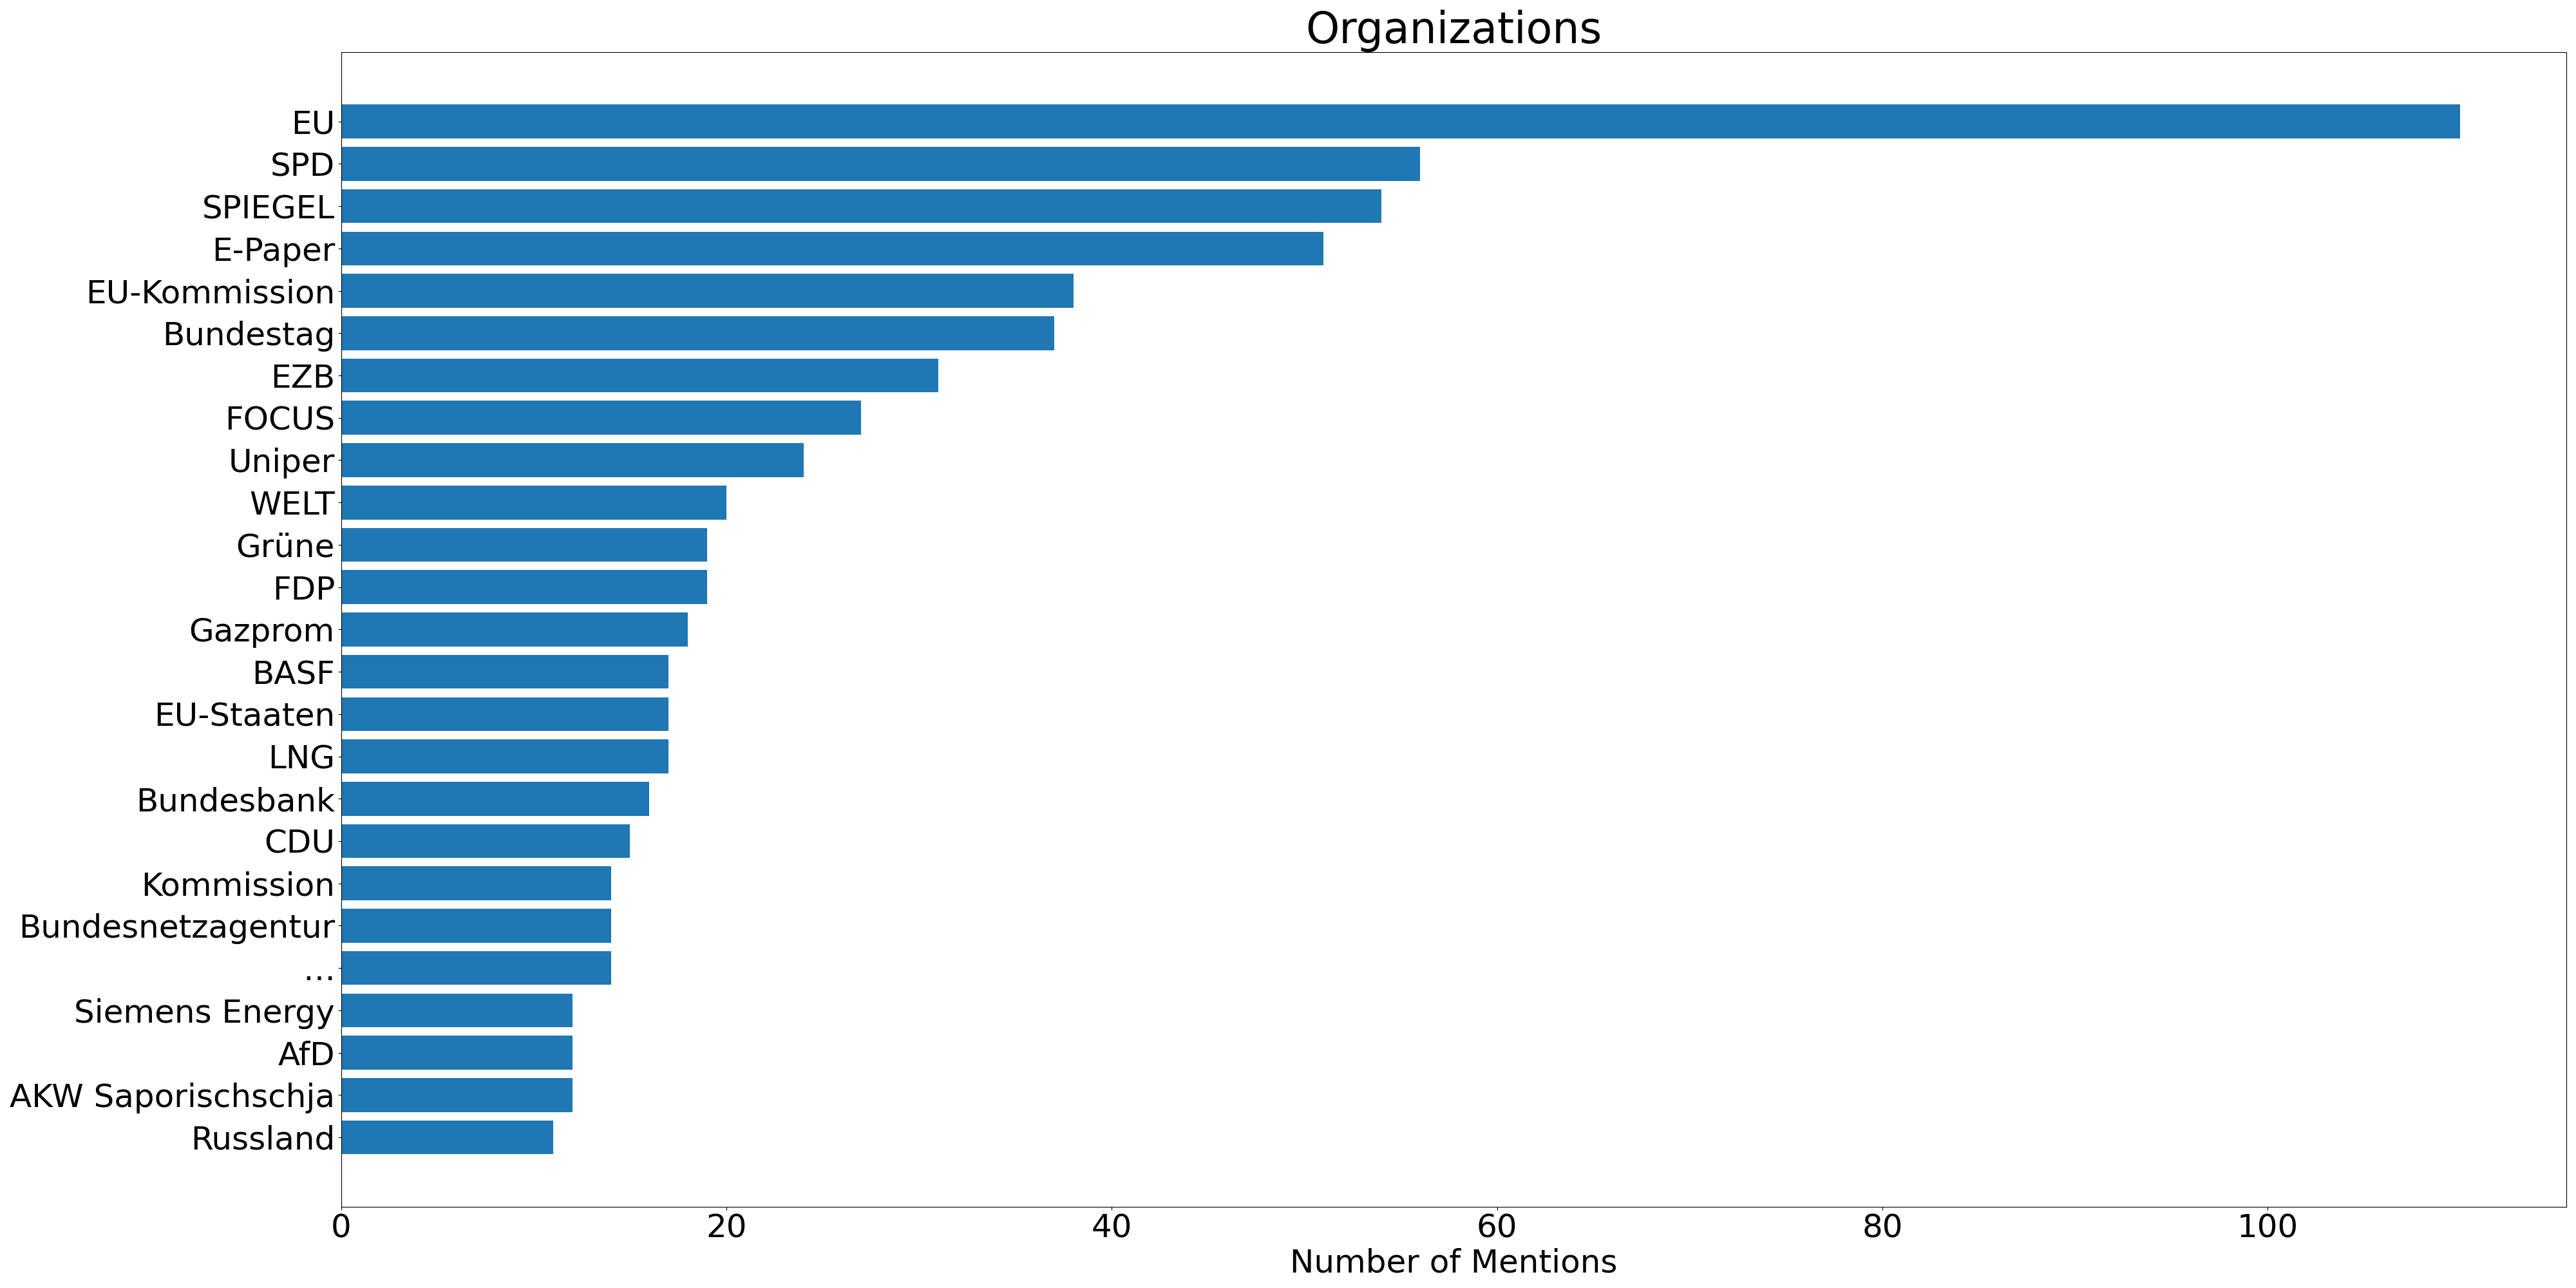 Organizations
EU
SPD
SPIEGEL
E-Paper
EU-Kommission
Bundestag
EZB
FOCUS
Uniper
WELT
Grüne
FDP
Gazprom
BASF
EU-Staaten
LNG
Bundesbank
CDU
Kommission
Bundesnetzagentur
...
Siemens Energy
AfD
AKW Saporischschja
Russland
0 20 40 60 80 100
Number of Mentions